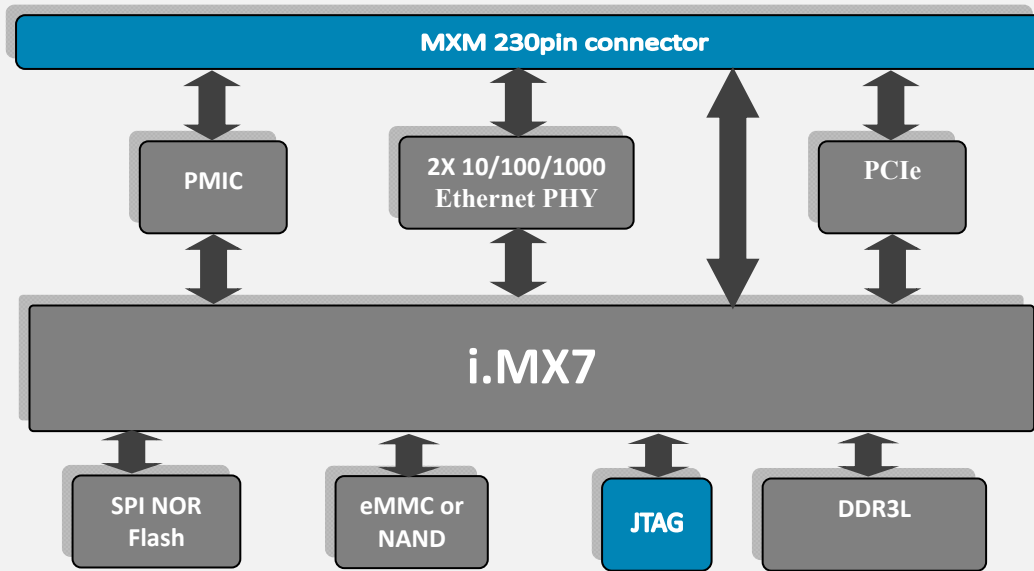 MXM 230pin connector
PMIC
2X 10/100/1000
Ethernet PHY
PCIe
i.MX7
SPI NOR
Flash
eMMC or
NAND
JTAG
DDR3L